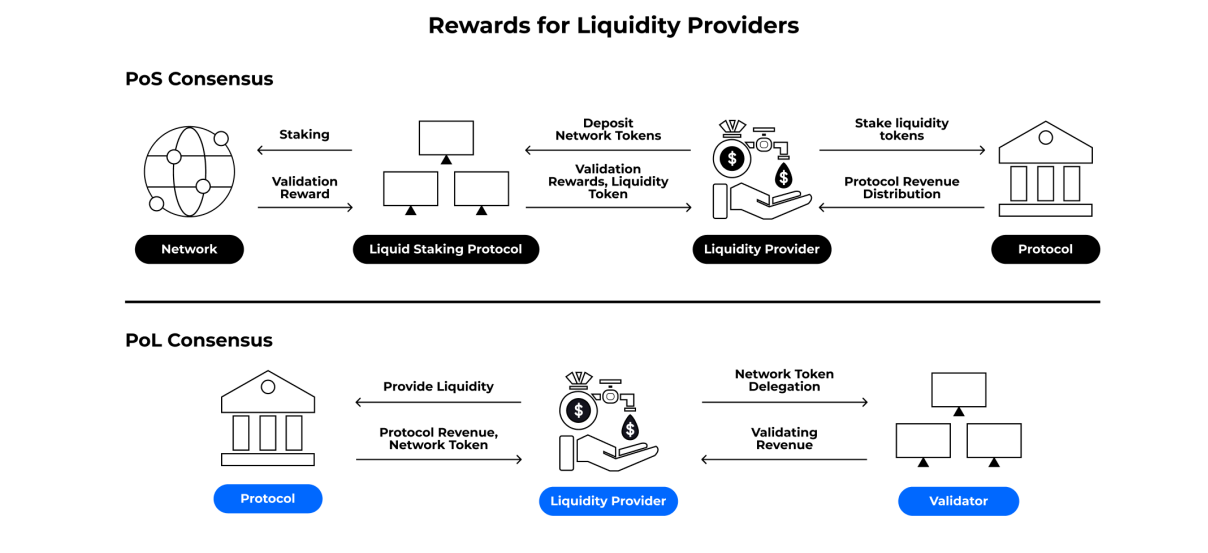 Rewards for Liquidity Providers
PoS Consensus
Staking
Validation
Reward
Deposit
Network Tokens
Validation
Rewards, Liquidity
Token
Stake liquidity
tokens
Protocol Revenue
Distribution
$
$
Network
Liquid Staking Protocol
Liquidity Provider
Protocol
PoL Consensus
Provide Liquidity
Protocol Revenue,
Network Token
$
$
Network Token
Delegation
Validating
Revenue
Protocol
Liquidity Provider
Validator